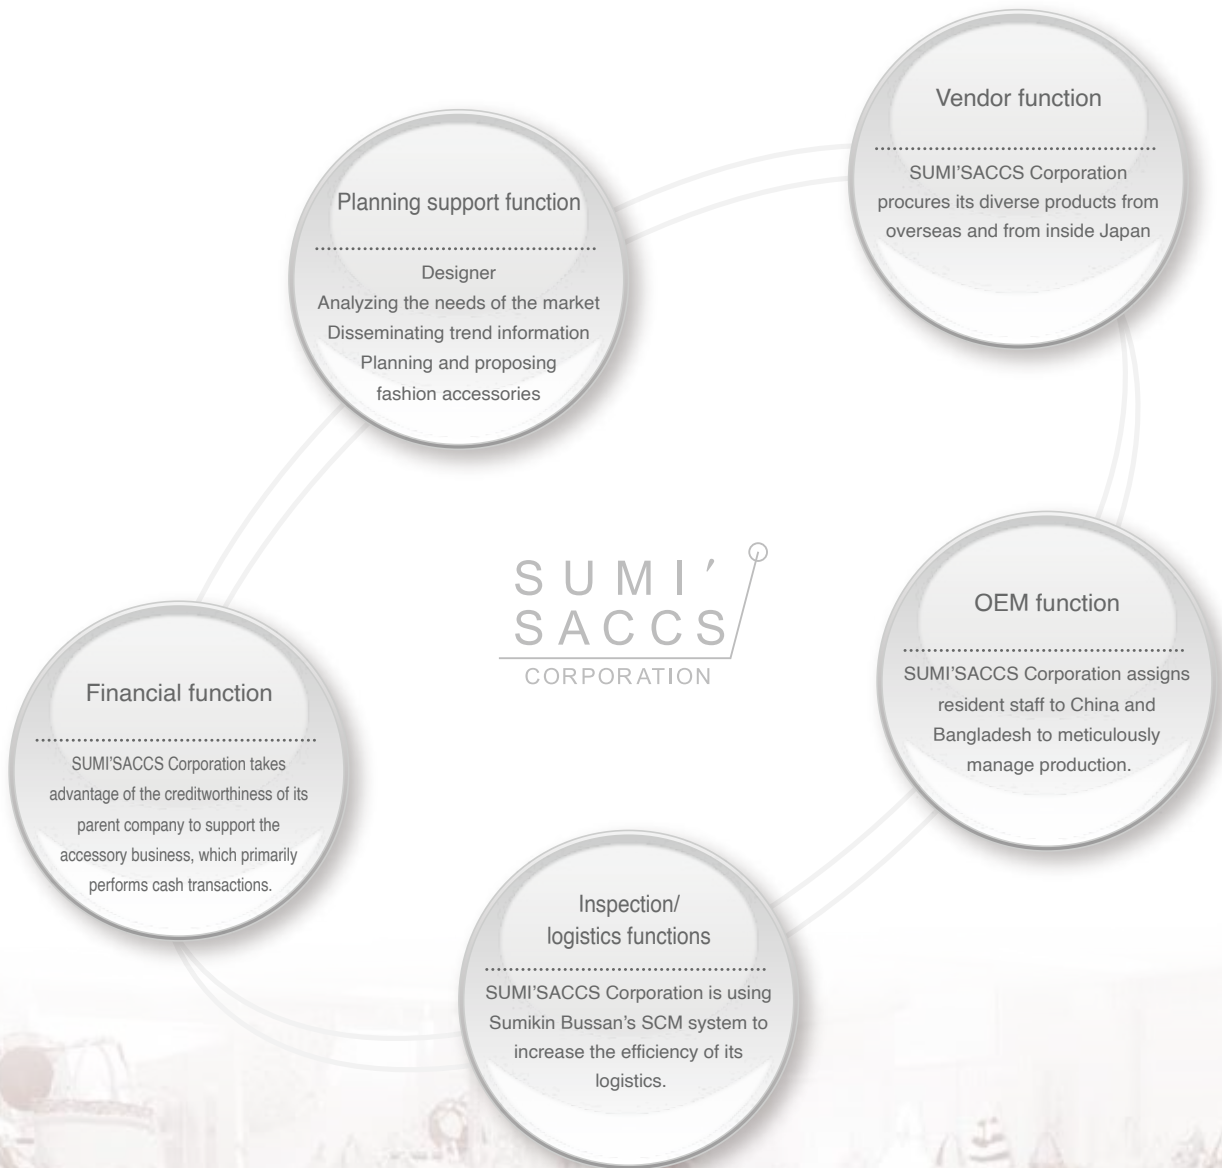 Vendor function
SUMI'SACCS Corporation
procures its diverse products from
overseas and from inside Japan
Planning support function
Designer
Analyzing the needs of the market
Disseminating trend information
Planning and proposing
fashion accessories
SUMI'
SACCS
CORPORATION
OEM function
SUMI'SACCS Corporation assigns
resident staff to China and
Bangladesh to meticulously
manage production.
Financial function
SUMI'SACCS Corporation takes
advantage of the creditworthiness of its
parent company to support the
accessory business, which primarily
performs cash transactions.
Inspection/
logistics functions
SUMI'SACCS Corporation is using
Sumikin Bussan's SCM system to
increase the efficiency of its
logistics.